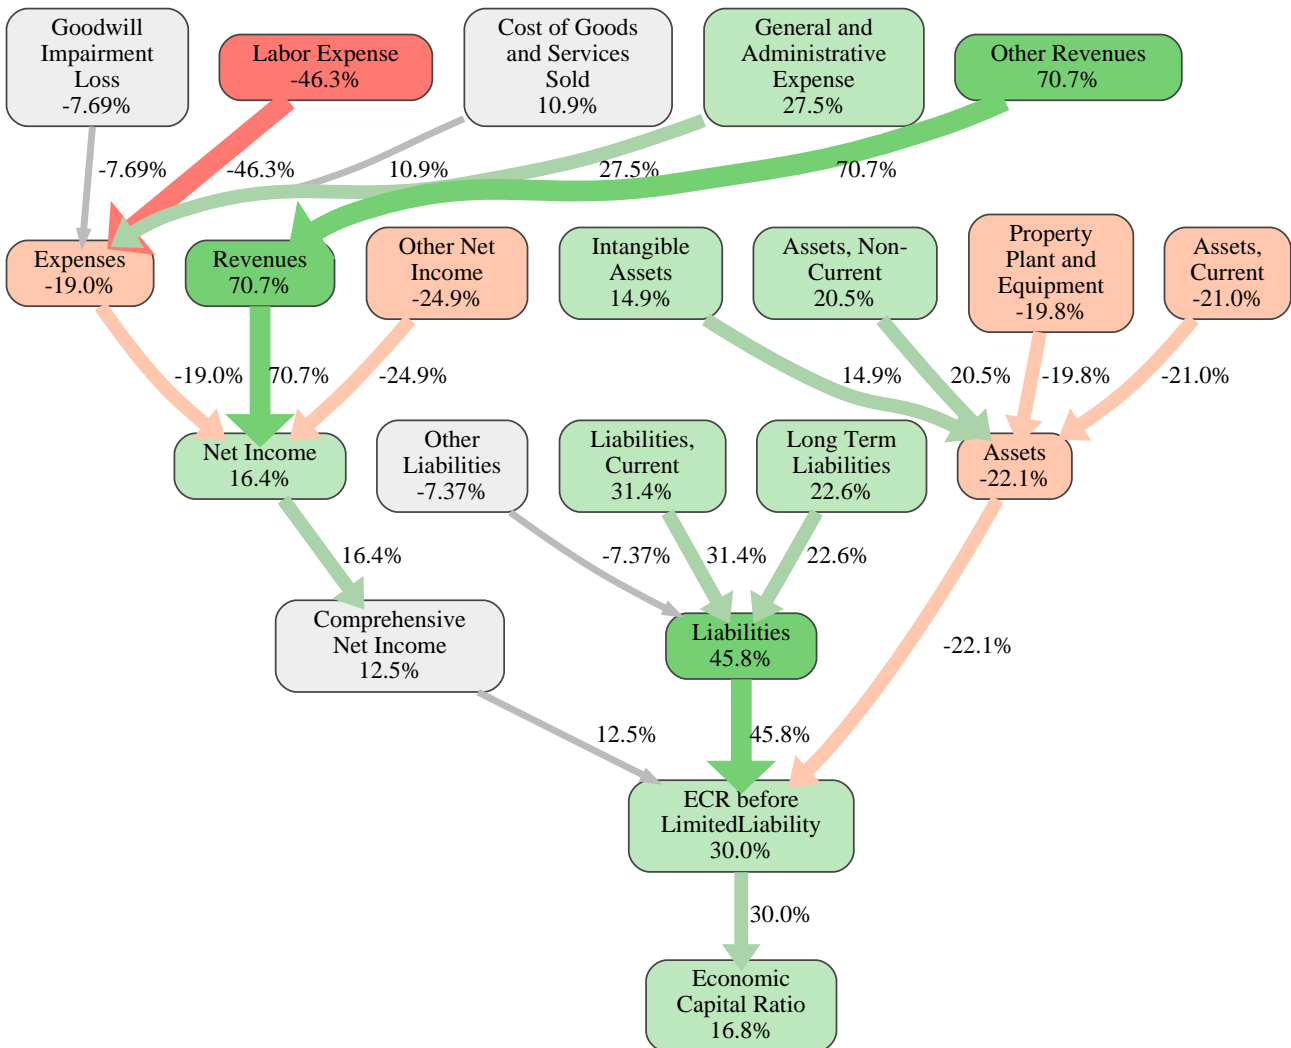 Goodwill
Impairment
Loss
-7.69%
Labor Expense
-46.3%
Cost of Goods
and Services
Sold
10.9%
General and
Administrative
Expense
27.5%
Other Revenues
70.7%
-7.69%
-46.3%
10.9%
27.5%
70.7%
Expenses
-19.0%
Revenues
70.7%
Other Net
Income
-24.9%
Intangible
Assets
14.9%
Assets, Non-
Current
20.5%
Property
Plant and
Equipment
-19.8%
Assets,
Current
-21.0%
-19.0%
70.7%
-24.9%
14.9%
20.5%
-19.8%
-21.0%
Net Income
16.4%
Other
Liabilities
-7.37%
Liabilities,
Current
31.4%
Long Term
Liabilities
22.6%
Assets
-22.1%
16.4%
-7.37%
31.4%
22.6%
-22.1%
Comprehensive
Net Income
12.5%
Liabilities
45.8%
12.5%
45.8%
ECR before
LimitedLiability
30.0%
30.0%
Economic
Capital Ratio
16.8%